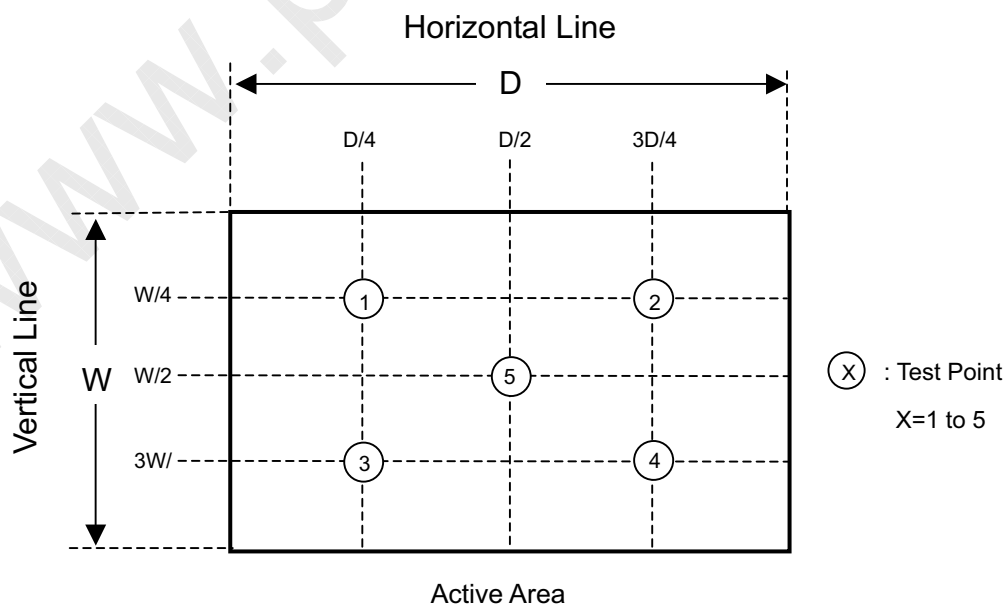 Horizontal Line
D
D/4 D/2 3D/4
W/4
1 2
Vertical Line
W
W/2
5
X : Test Point
X=1 to 5
3W/
3 4
Active Area
www.p